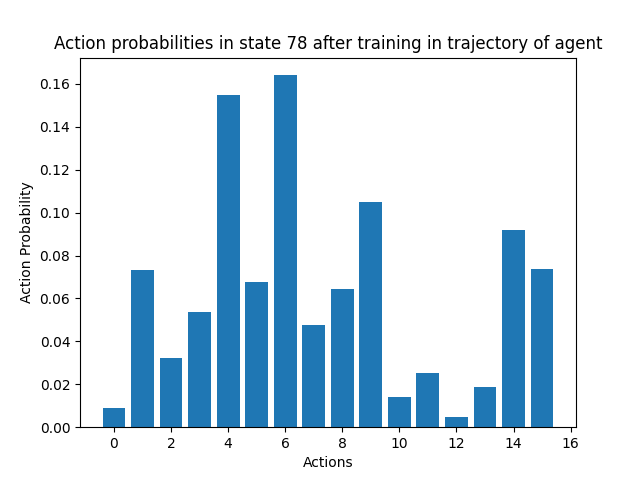 Action probabilities in state 78 after training in trajectory of agent
0.16
0.14
0.12
0.10
0.08
0.06
0.04
0.02
0.00
Action Probability
0 2 4 6 8 10 12 14 16
Actions